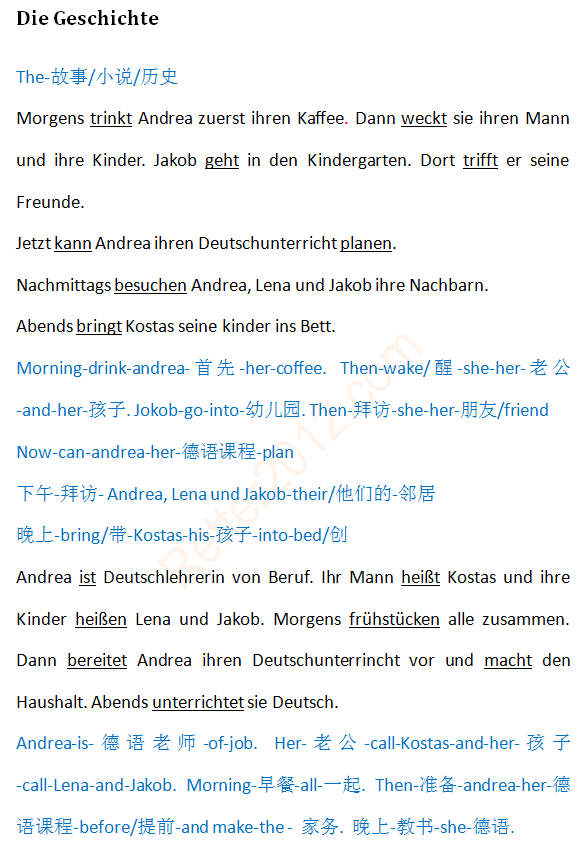 Die Geschichte
The-故事/小说/历史
Morgens trinkt Andrea zuerst ihren Kaffee. Dann weckt sie ihren Mann
und ihre Kinder. Jakob geht in den Kindergarten. Dort trifft er seine
Freunde.
Jetzt kann Andrea ihren Deutschunterricht planen.
Nachmittags besuchen Andrea, Lena und Jakob ihre Nachbarn.
Abends bringt Kostas seine kinder ins Bett.
Morning-drink-andrea-首先-her-coffee. Then-wake/醒-she-her-老公
-and-her-孩子. Jokob-go-into-幼儿园. Then-拜访-she-her-朋友/friend
Now-can-andrea-her-德语课程-plan
下午-拜访- Andrea, Lena und Jakob-their/他们的-邻居
晚上-bring/带-Kostas-his-孩子-into-bed/创
Andrea ist Deutschlehrerin von Beruf. Ihr Mann heißt Kostas und ihre
Kinder heißen Lena und Jakob. Morgens frühstücken alle zusammen.
Dann bereitet Andrea ihren Deutschunterrincht vor und macht den
Haushalt. Abends unterrichtet sie Deutsch.
Andrea-is-德语老师-of-job. Her-老公-call-Kostas-and-her-孩子
-call-Lena-and-Jakob. Morning-早餐-all-一起. Then-准备-andrea-her-德
语课程-before/提前-and make-the - 家务. 晚上-教书-she-德语.
Retter2012.com